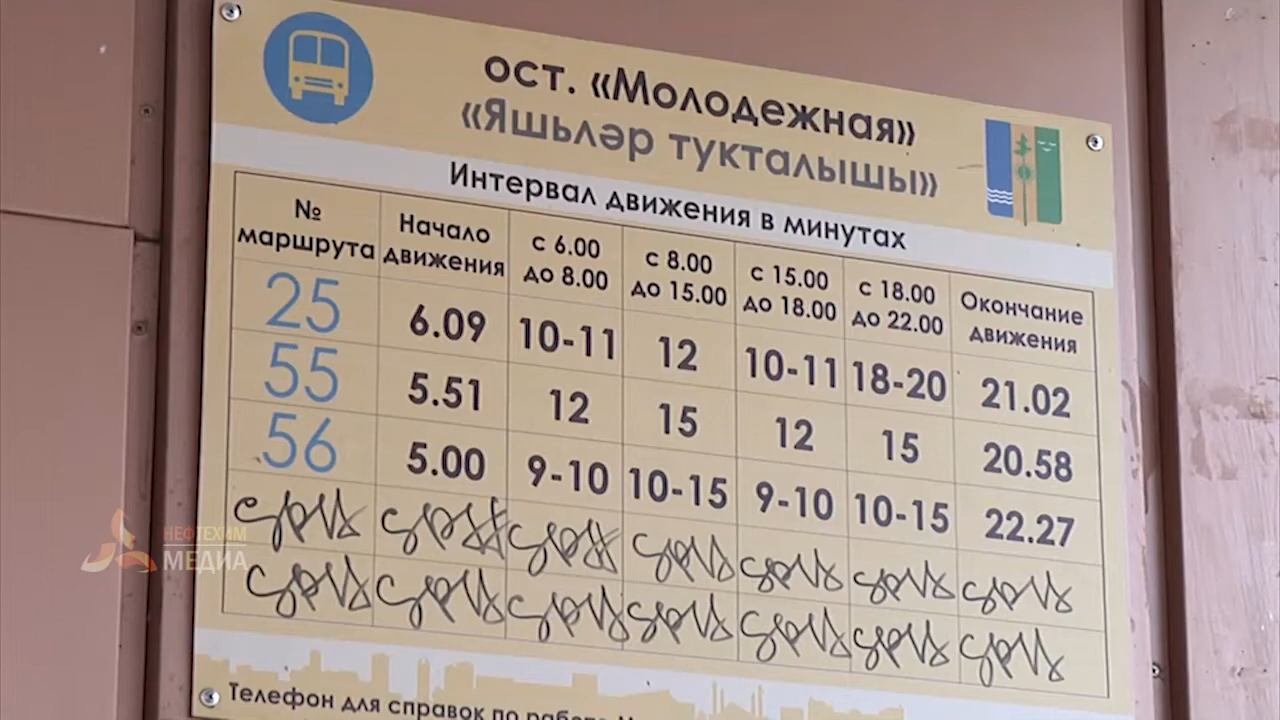 ост. «Молодежная»
«Яшьләр тукталышы»
Интервал движения в минутах
№ маршрута Начало движения с 6.00 до 8.00 с 8.00 до 15.00 с 15.00 до 18.00 с 18.00 до 22.00 Окончание движения
25 6.09 10-11 12 10-11 18-20 21.02
55 5.51 12 15 12 15 20.58
56 5.00 9-10 10-15 9-10 10-15 22.27
НЕФТЕХИМ
МЕДИА
Телефон для справок по работе